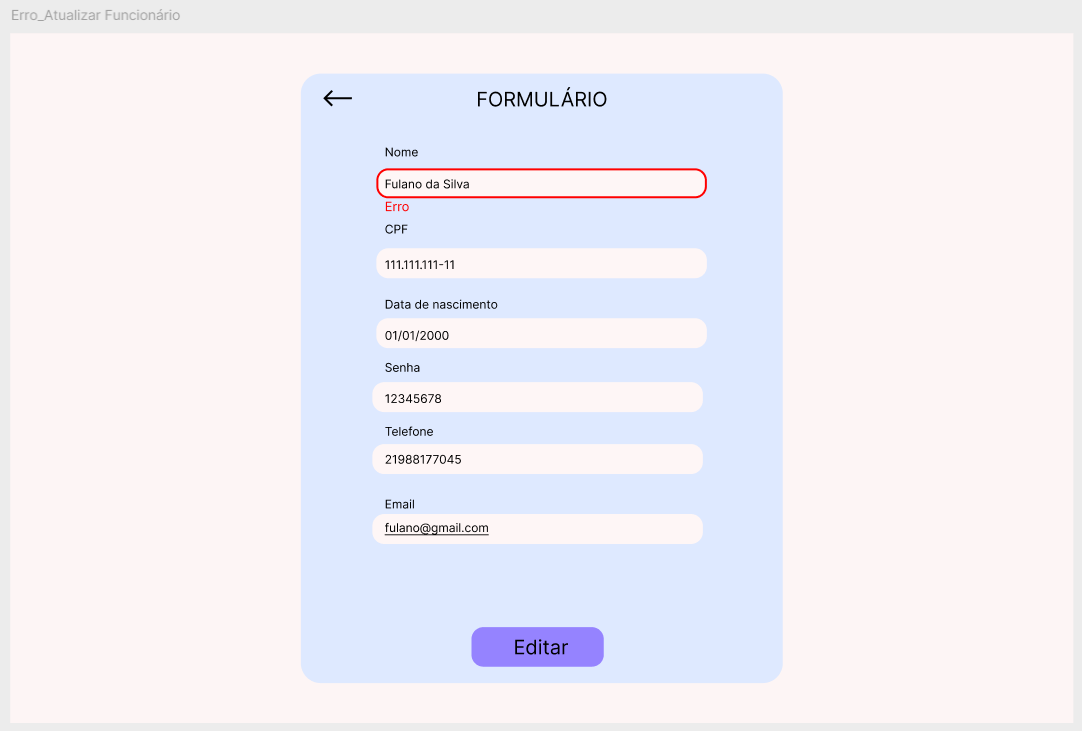 Erro_Atualizar Funcionário
FORMULÁRIO
Nome
Fulano da Silva
Erro
CPF
111.111.111-11
Data de nascimento
01/01/2000
Senha
12345678
Telefone
21988177045
Email
fulano@gmail.com
Editar